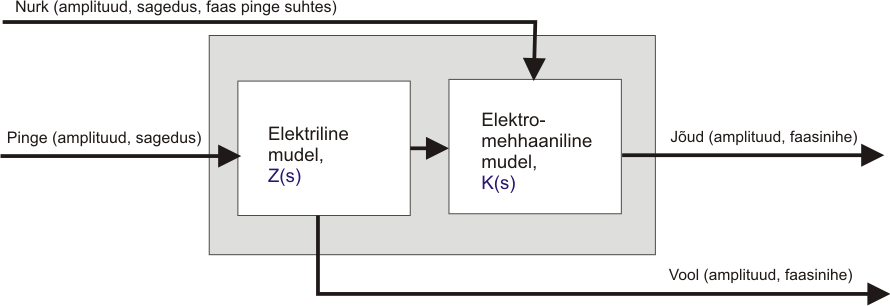 Nurk (amplituud, sagedus, faas pinge suhtes)
Pinge (amplituud, sagedus)
Elektriline
mudel,
Z(s)
Elektro-
mehhaaniline
mudel,
K(s)
Jõud (amplituud, faasinihe)
Vool (amplituud, faasinihe)